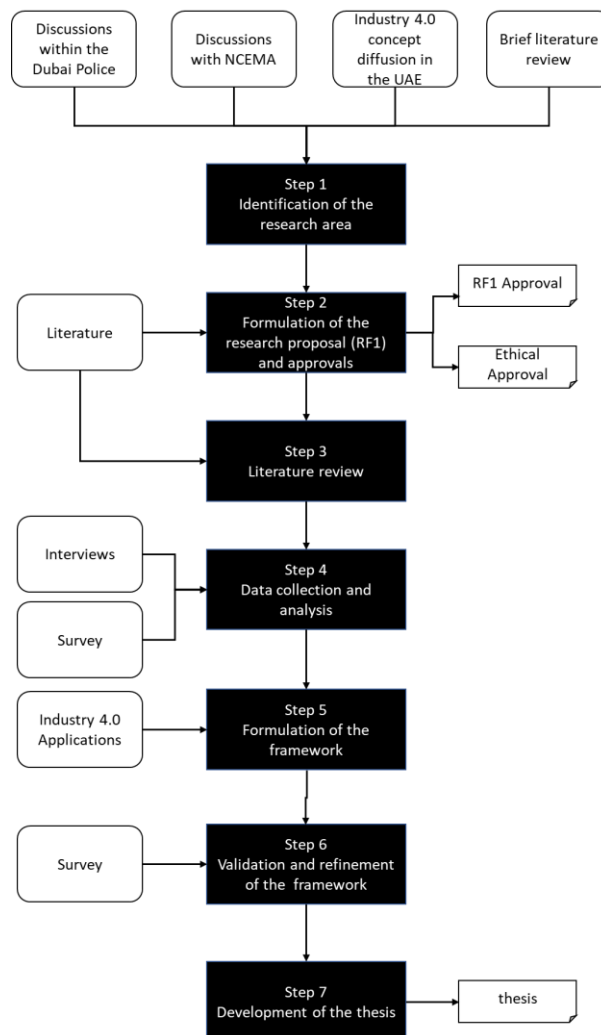 Discussions
within the
Dubai Police
Discussions
with NCEMA
Industry 4.0
concept
diffusion in
the UAE
Brief literature
review
Step 1
Identification of the
research area
Step 2
Formulation of the
research proposal (RF1)
and approvals
RF1 Approval
Ethical
Approval
Literature
Step 3
Literature review
Interviews
Survey
Step 4
Data collection and
analysis
Industry 4.0
Applications
Step 5
Formulation of the
framework
Survey
Step 6
Validation and refinement
of the framework
Step 7
Development of the thesis
thesis